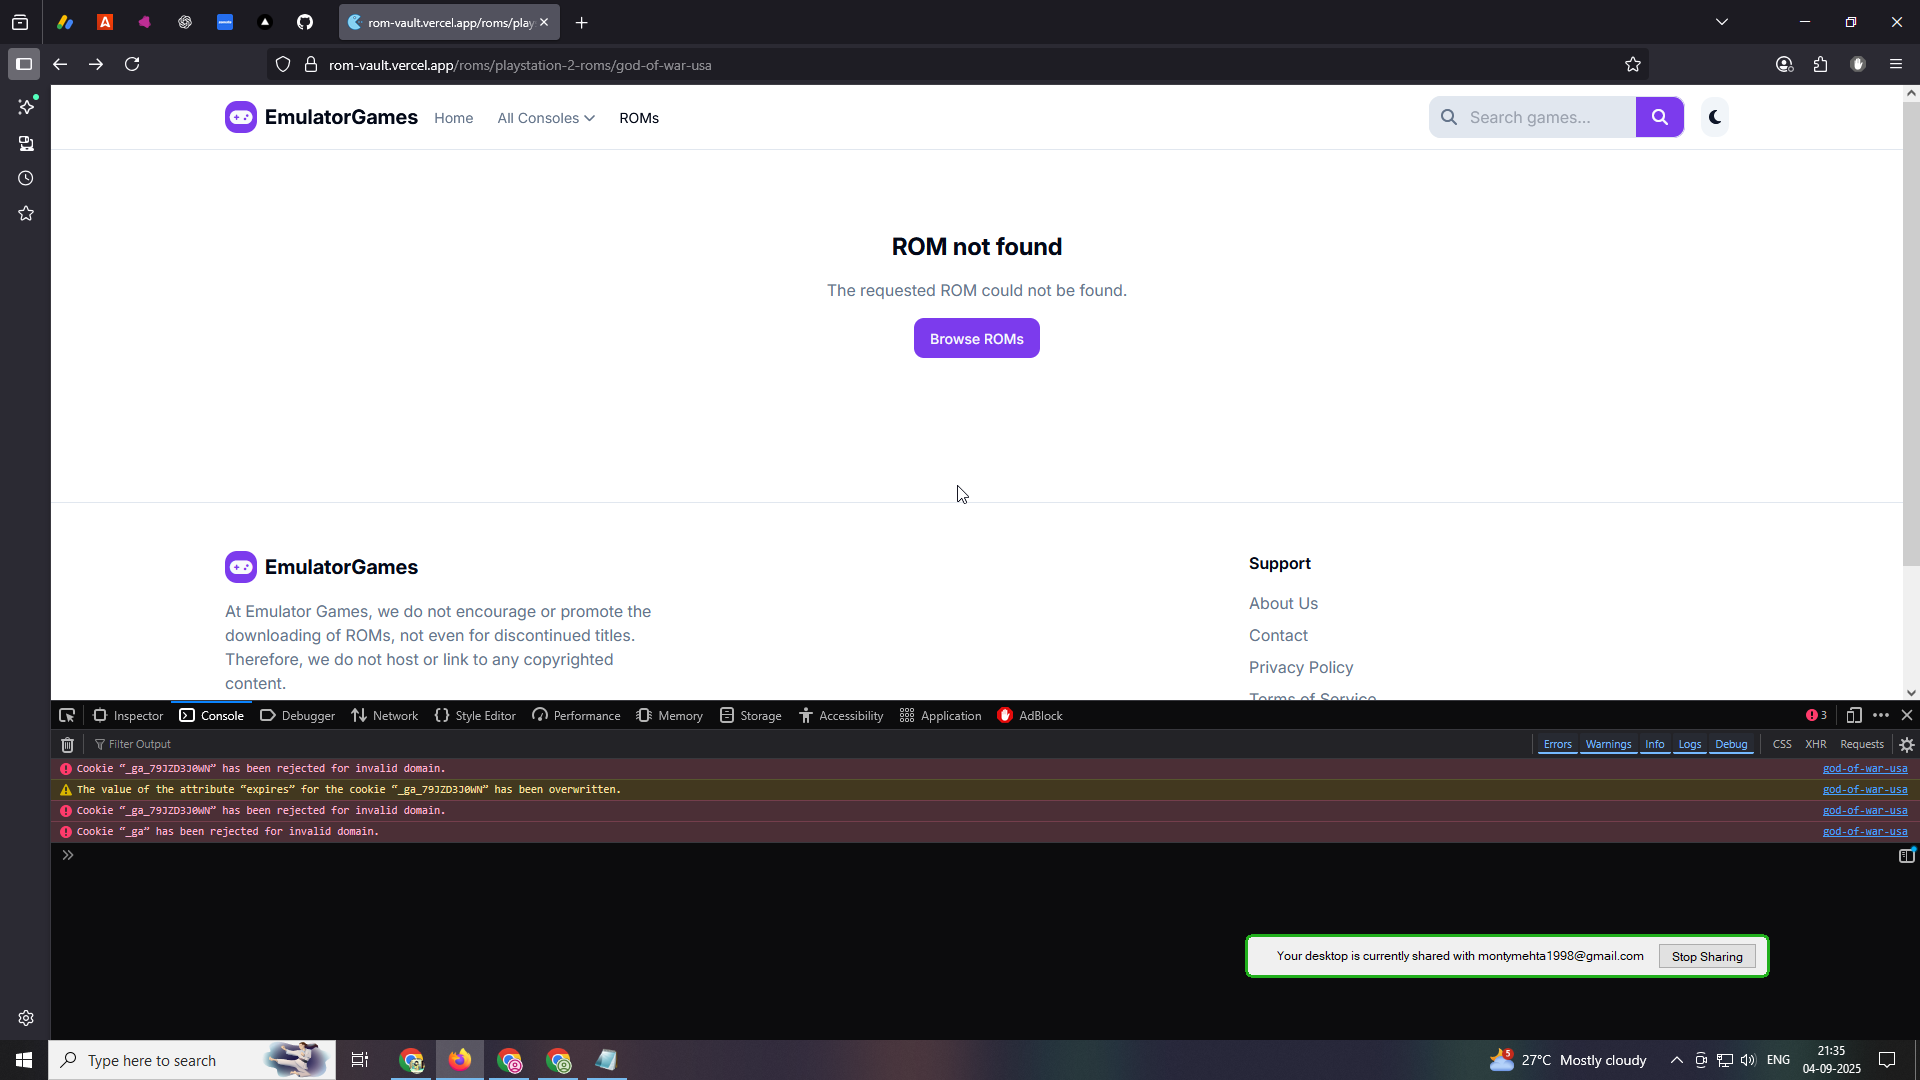 rom-vault.vercel.app/roms/play
rom-vault.vercel.app/roms/playstation-2-roms/god-of-war-usa
EmulatorGames
Home
All Consoles
ROMs
Search games...
ROM not found
The requested ROM could not be found.
Browse ROMs
EmulatorGames
At Emulator Games, we do not encourage or promote the
downloading of ROMs, not even for discontinued titles.
Therefore, we do not host or link to any copyrighted
content.
Support
About Us
Contact
Privacy Policy
Terms of Service
Inspector
Console
Debugger
Network
Style Editor
Performance
Memory
Storage
Accessibility
Application
AdBlock
3
Filter Output
Errors
Warnings
Info
Logs
Debug
CSS
XHR
Requests
Cookie “_ga_79JZD3J0WN” has been rejected for invalid domain.
god-of-war-usa
The value of the attribute “expires” for the cookie “_ga_79JZD3J0WN” has been overwritten.
god-of-war-usa
Cookie “_ga_79JZD3J0WN” has been rejected for invalid domain.
god-of-war-usa
Cookie “_ga” has been rejected for invalid domain.
god-of-war-usa
Your desktop is currently shared with montymehta1998@gmail.com
Stop Sharing
Type here to search
5
27°C Mostly cloudy
ENG
21:35
04-09-2025